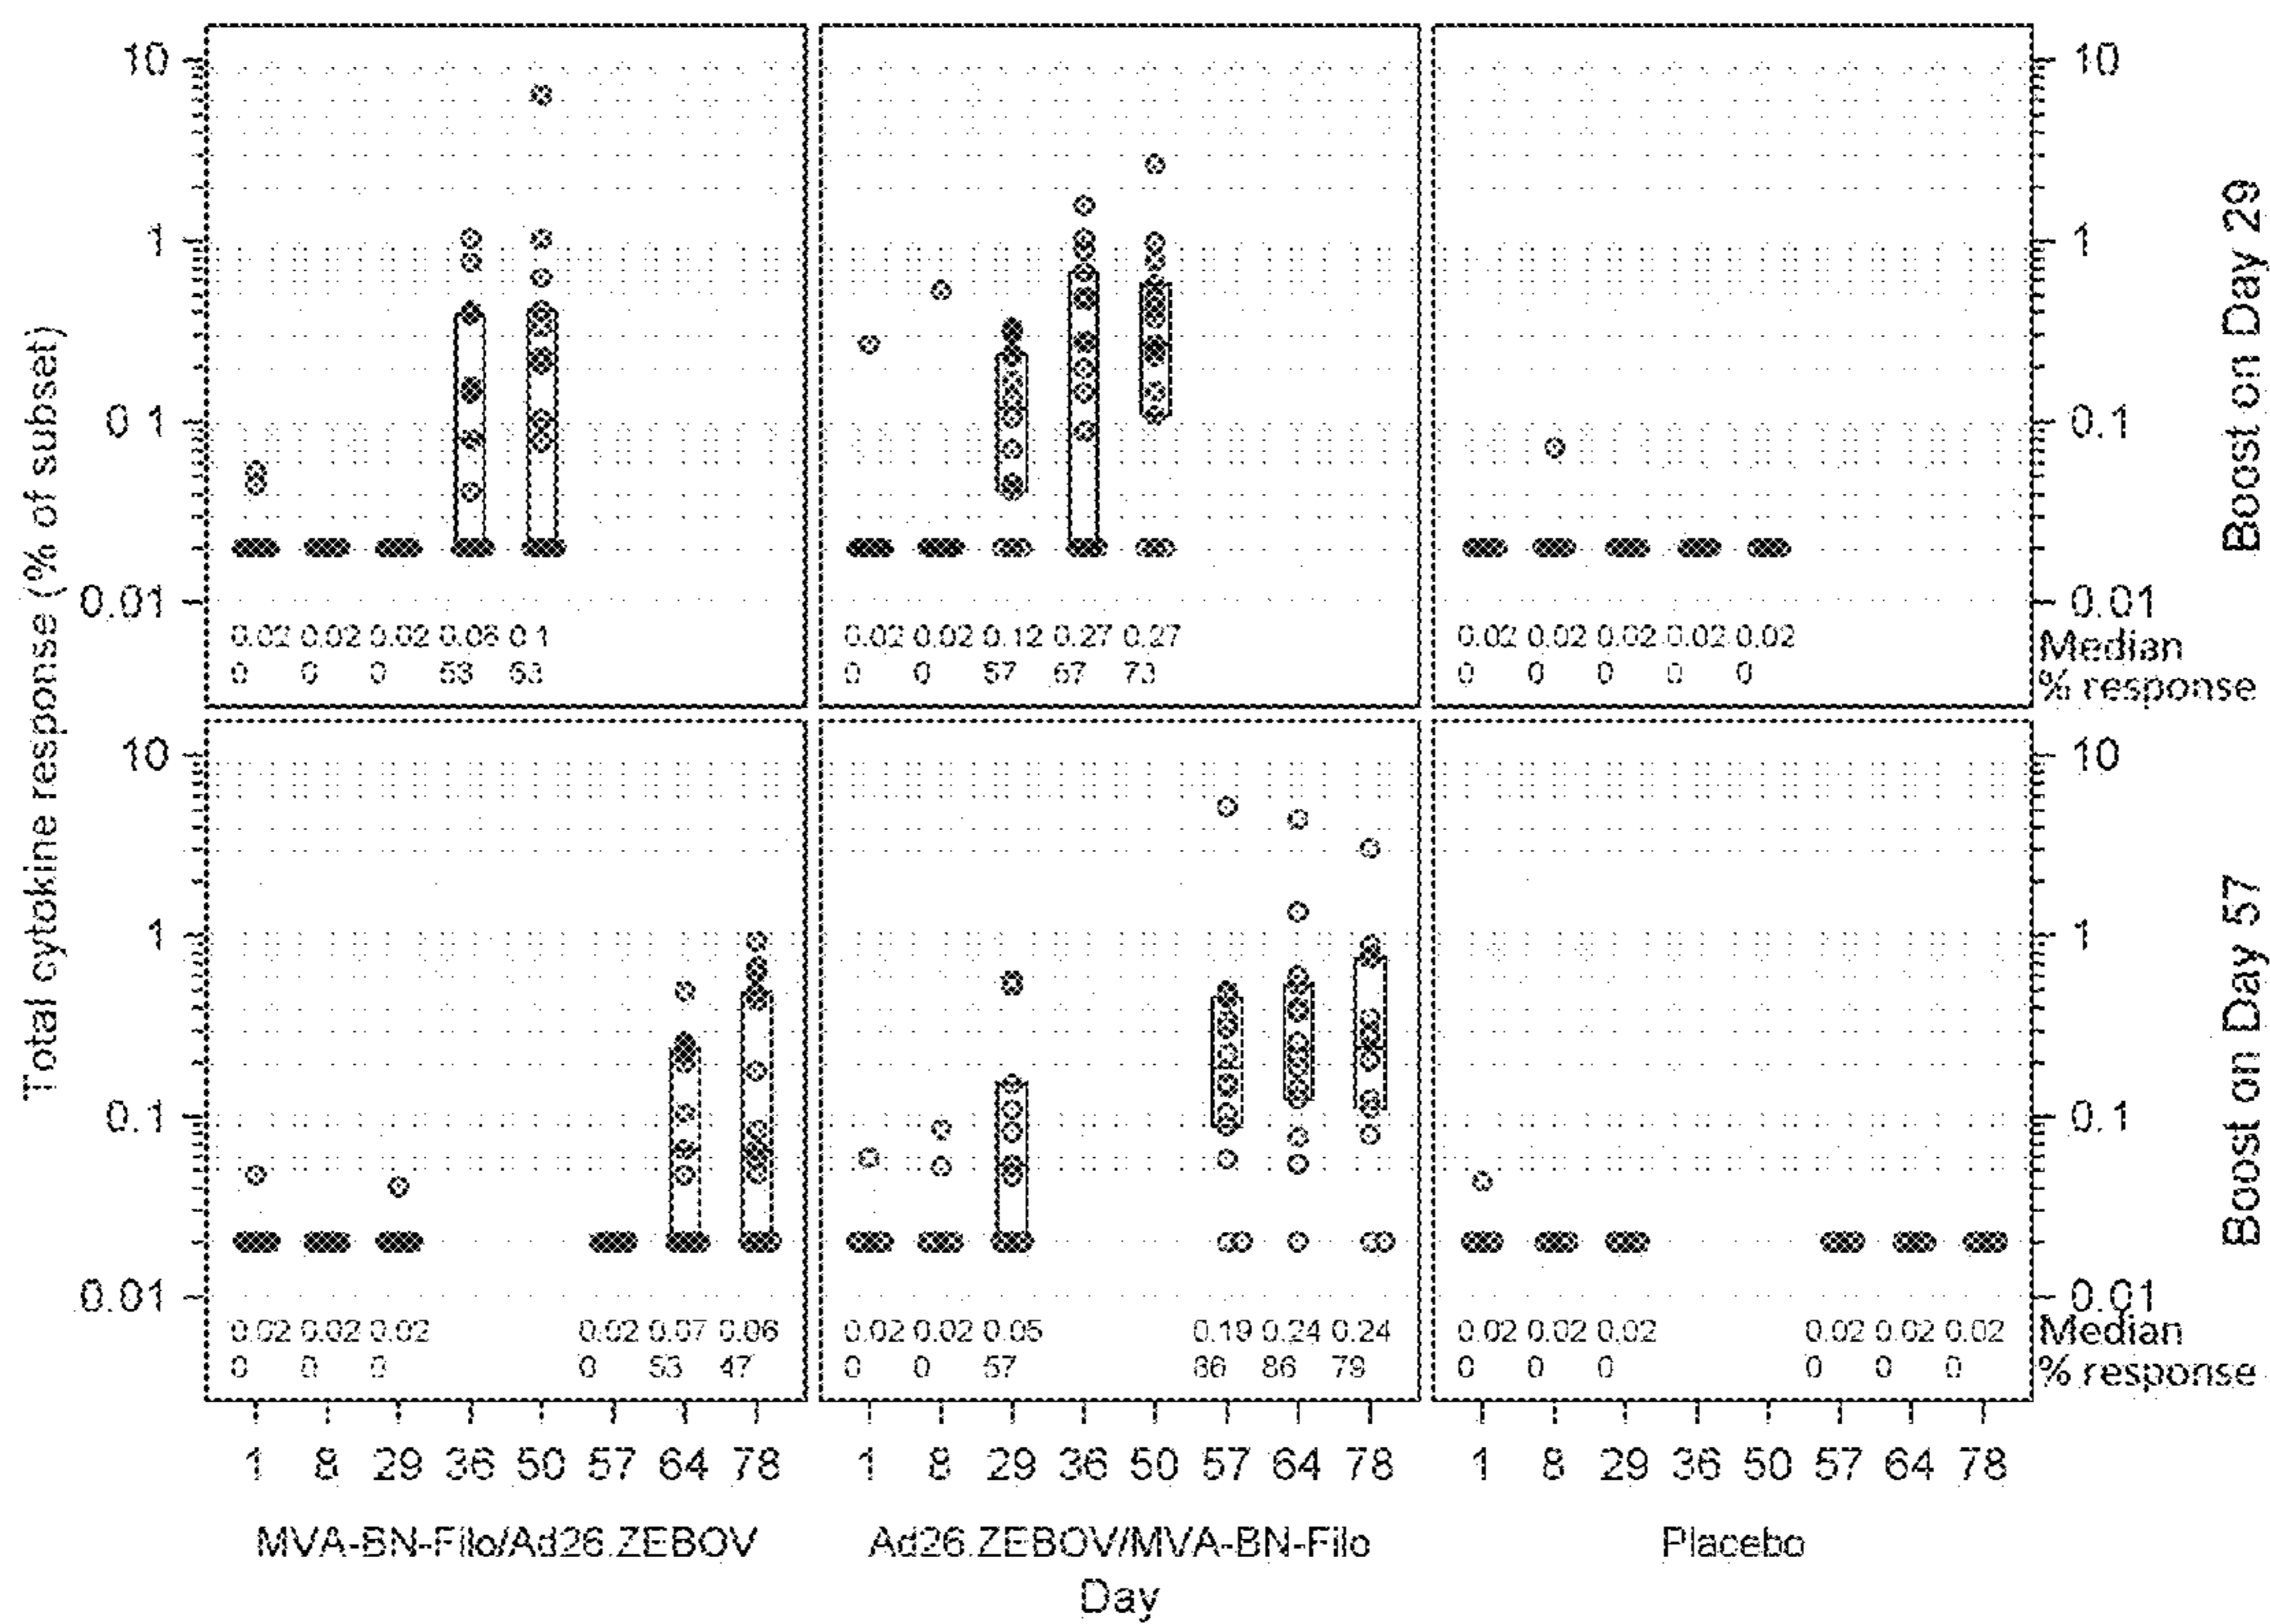 Total cytokine response (% of subset)
10
1
0 1
0.01
10
1
0.1
0.01
Boost on Day 29
0.02 0.02 0.02 0.08 0 1
0 0 0 53 53
0.02 0.02 0.12 0.27 0.27
0 0 57 67 73
0.02 0.02 0.02 0.02 0.02
0 0 0 0 0
Median
% response
10
1
0.1
0.01
10
1
0.1
0.01
Boost on Day 57
0.02 0.02 0.02 0.02 0.07 0.06
0 0 0 0 53 47
0.02 0.02 0.05 0.19 0.24 0.24
0 0 57 86 86 79
0.02 0.02 0.02 0.02 0.02 0.02
0 0 0 0 0 0
Median
% response
1 8 29 36 50 57 64 78
1 8 29 36 50 57 64 78
1 8 29 36 50 57 64 78
MVA-BN-Filo/Ad26.ZEBOV
Ad26.ZEBOV/MVA-BN-Filo
Placebo
Day